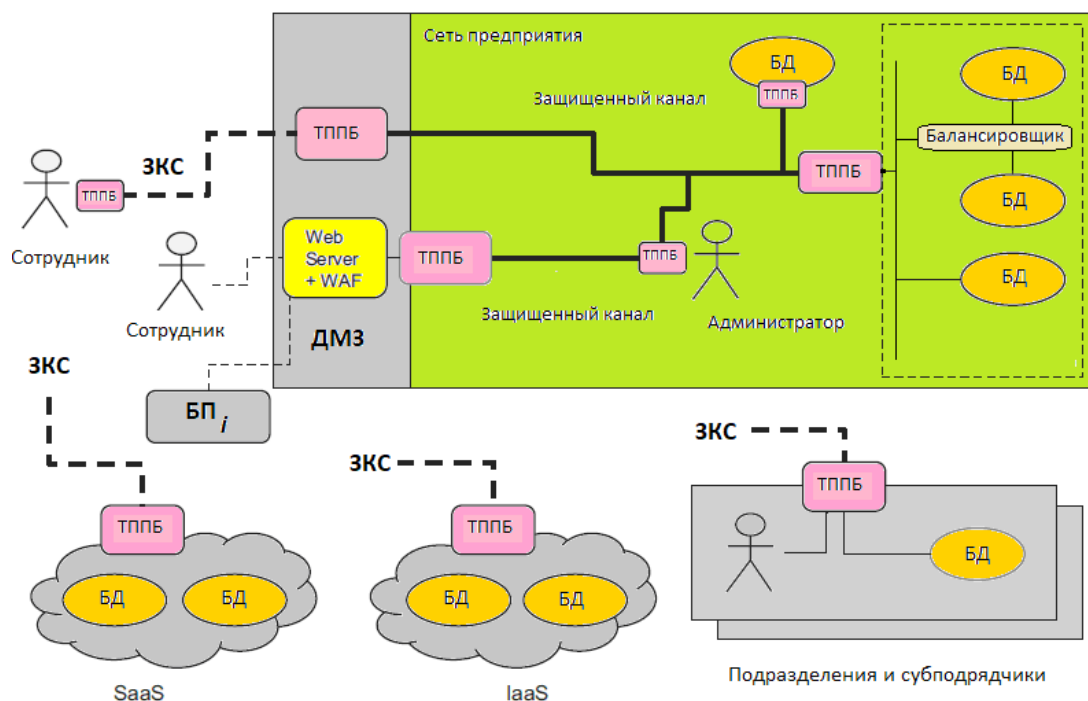 Сеть предприятия
БД
ТППБ
Защищенный канал
БД
Балансировщик
БД
БД
ТППБ
ТППБ
ЗКС
ТППБ
Сотрудник
Web
Server
+ WAF
ТППБ
ТППБ
Защищенный канал
Администратор
Сотрудник
ДМЗ
БП i
ЗКС
ТППБ
БД
БД
SaaS
ЗКС
ТППБ
БД
БД
IaaS
ЗКС
ТППБ
БД
Подразделения и субподрядчики